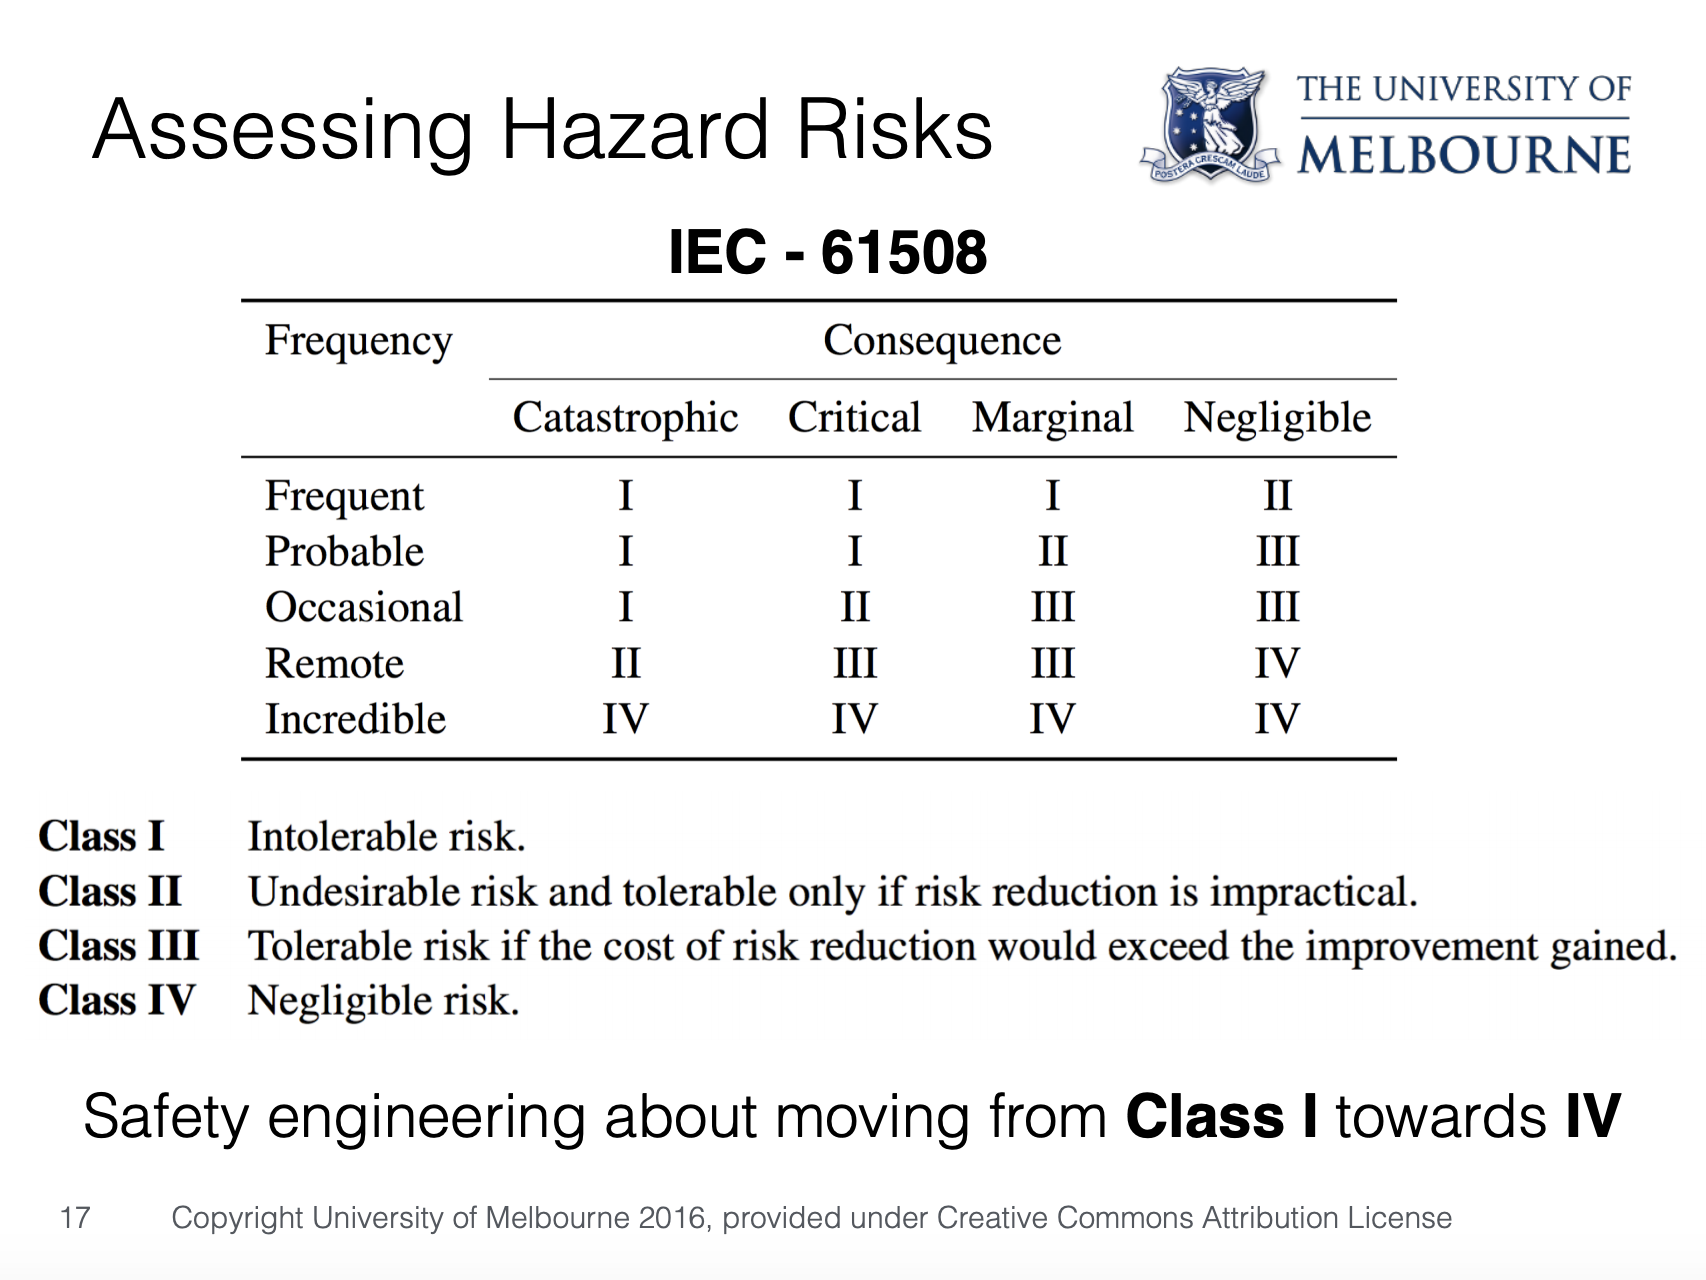 Assessing Hazard Risks
POSTERA CRESCAM LAUDE
THE UNIVERSITY OF
MELBOURNE
IEC - 61508
Frequency Consequence
Catastrophic Critical Marginal Negligible
Frequent I I I II
Probable I I II III
Occasional I II III III
Remote II III III IV
Incredible IV IV IV IV
Class I Intolerable risk.
Class II Undesirable risk and tolerable only if risk reduction is impractical.
Class III Tolerable risk if the cost of risk reduction would exceed the improvement gained.
Class IV Negligible risk.
Safety engineering about moving from Class I towards IV
17 Copyright University of Melbourne 2016, provided under Creative Commons Attribution License